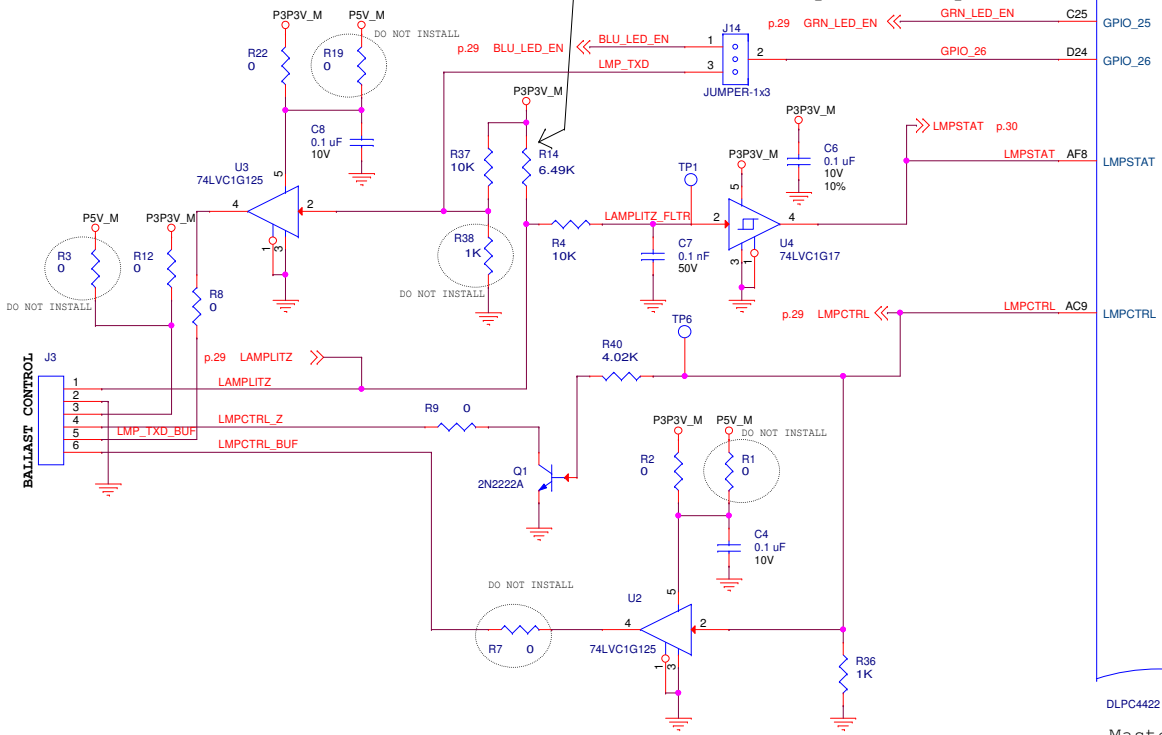 GRN_LED_EN
C25
p.29 GRN_LED_EN
GPIO_25
P3P3V_M
P5V_M
DO NOT INSTALL
J14
BLU_LED_EN
1
p.29 BLU_LED_EN
GPIO_26
D24
2
GPIO_26
R22
0
R19
0
LMP_TXD
3
JUMPER-1x3
P3P3V_M
C8
0.1 uF
10V
P3P3V_M
LMPSTAT p.30
R37
10K
R14
6.49K
P3P3V_M
C6
0.1 uF
10V
10%
LMPSTAT
AF8
LMPSTAT
U3
74LVC1G125
5
TP1
5
4
2
LAMPLITZ_FLTR
2
4
P5V_M
P3P3V_M
1
3
R38
1K
R4
10K
C7
0.1 nF
50V
3
1
U4
74LVC1G17
R3
0
R12
0
DO NOT INSTALL
DO NOT INSTALL
R8
0
p.29 LMPCTRL
LMPCTRL
AC9
LMPCTRL
TP6
J3
p.29 LAMPLITZ
R40
4.02K
BALLAST CONTROL
1
LAMPLITZ
2
3
4
LMPCTRL_Z
R9 0
5
LMP_TXD_BUF
6
LMPCTRL_BUF
P3P3V_M
P5V_M
DO NOT INSTALL
R2
0
R1
0
Q1
2N2222A
C4
0.1 uF
10V
DO NOT INSTALL
U2
5
4
2
R7 0
74LVC1G125
1
3
R36
1K
DLPC4422